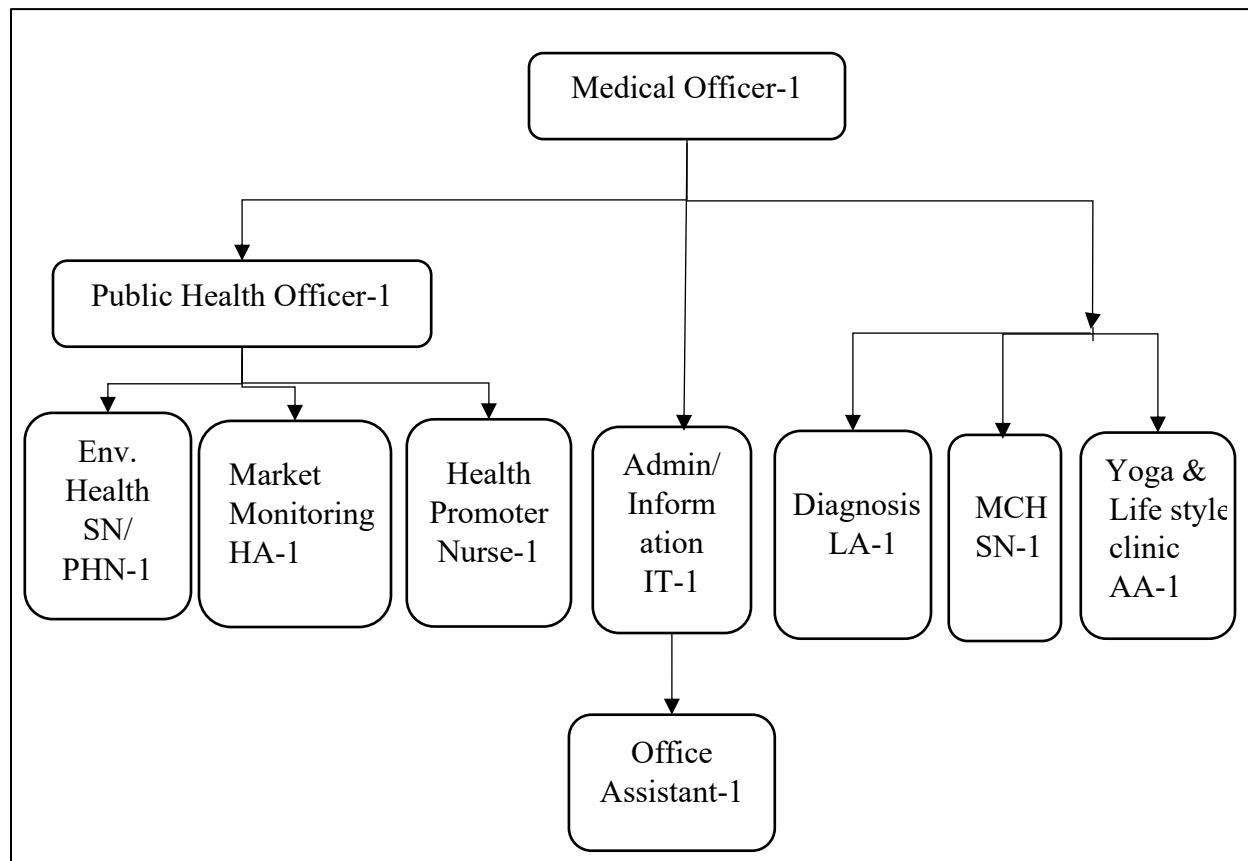 Medical Officer-1
Public Health Officer-1
Env.
Health
SN/
PHN-1
Market
Monitoring
HA-1
Health
Promoter
Nurse-1
Admin/
Inform
ation
IT-1
Diagnosis
LA-1
MCH
SN-1
Yoga &
Life style
clinic
AA-1
Office
Assistant-1